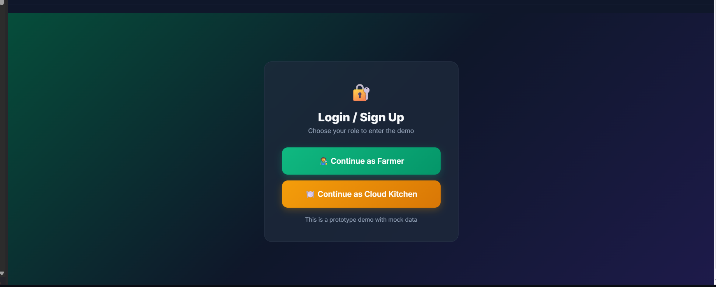 Login / Sign Up
Choose your role to enter the demo
Continue as Farmer
Continue as Cloud Kitchen
This is a prototype demo with mock data